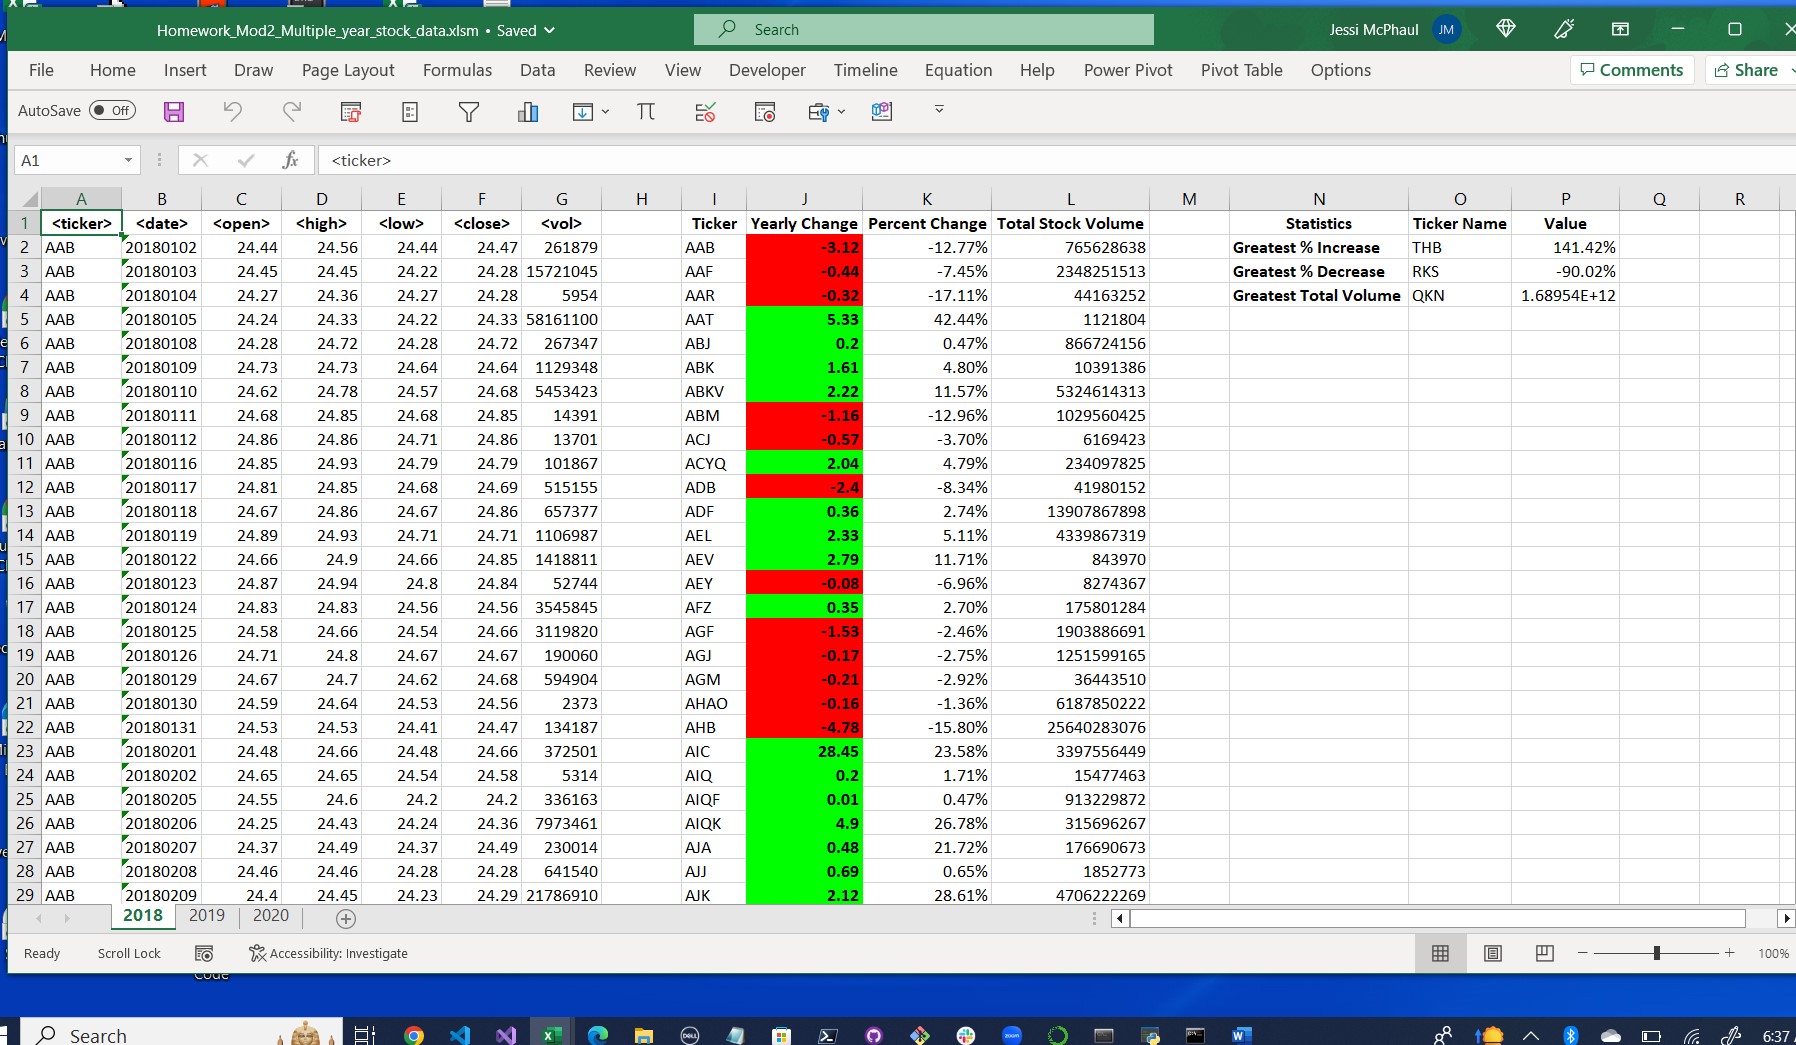 Homework_Mod2_Multiple_year_stock_data.xlsm • Saved
Search
Jessi McPhaul JM
File Home Insert Draw Page Layout Formulas Data Review View Developer Timeline Equation Help Power Pivot Pivot Table Options Comments Share
AutoSave Off
A1 fx <ticker>
A B C D E F G H I J K L M N O P Q R
1 <ticker> <date> <open> <high> <low> <close> <vol> Ticker Yearly Change Percent Change Total Stock Volume Statistics Ticker Name Value
2 AAB 20180102 24.44 24.56 24.44 24.47 261879 AAB -3.12 -12.77% 765628638 Greatest % Increase THB 141.42%
3 AAB 20180103 24.45 24.45 24.22 24.28 15721045 AAF -0.44 -7.45% 2348251513 Greatest % Decrease RKS -90.02%
4 AAB 20180104 24.27 24.36 24.27 24.28 5954 AAR -0.32 -17.11% 44163252 Greatest Total Volume QKN 1.68954E+12
5 AAB 20180105 24.24 24.33 24.22 24.33 58161100 AAT 5.33 42.44% 1121804
6 AAB 20180108 24.28 24.72 24.28 24.72 267347 ABJ 0.2 0.47% 866724156
7 AAB 20180109 24.73 24.73 24.64 24.64 1129348 ABK 1.61 4.80% 10391386
8 AAB 20180110 24.62 24.78 24.57 24.68 5453423 ABKV 2.22 11.57% 5324614313
9 AAB 20180111 24.68 24.85 24.68 24.85 14391 ABM -1.16 -12.96% 1029560425
10 AAB 20180112 24.86 24.86 24.71 24.86 13701 ACJ -0.57 -3.70% 6169423
11 AAB 20180116 24.85 24.93 24.79 24.79 101867 ACYQ 2.04 4.79% 234097825
12 AAB 20180117 24.81 24.85 24.68 24.69 515155 ADB -2.4 -8.34% 41980152
13 AAB 20180118 24.67 24.86 24.67 24.86 657377 ADF 0.36 2.74% 13907867898
14 AAB 20180119 24.89 24.93 24.71 24.71 1106987 AEL 2.33 5.11% 4339867319
15 AAB 20180122 24.66 24.9 24.66 24.85 1418811 AEV 2.79 11.71% 843970
16 AAB 20180123 24.87 24.94 24.8 24.84 52744 AEY -0.08 -6.96% 8274367
17 AAB 20180124 24.83 24.83 24.56 24.56 3545845 AFZ 0.35 2.70% 175801284
18 AAB 20180125 24.58 24.66 24.54 24.66 3119820 AGF -1.53 -2.46% 1903886691
19 AAB 20180126 24.71 24.8 24.67 24.67 190060 AGJ -0.17 -2.75% 1251599165
20 AAB 20180129 24.67 24.7 24.62 24.68 594904 AGM -0.21 -2.92% 36443510
21 AAB 20180130 24.59 24.64 24.53 24.56 2373 AHAO -0.16 -1.36% 6187850222
22 AAB 20180131 24.53 24.53 24.41 24.47 134187 AHB -4.78 -15.80% 25640283076
23 AAB 20180201 24.48 24.66 24.48 24.66 372501 AIC 28.45 23.58% 3397556449
24 AAB 20180202 24.65 24.65 24.54 24.58 5314 AIQ 0.2 1.71% 15477463
25 AAB 20180205 24.55 24.6 24.2 24.2 336163 AIQF 0.01 0.47% 913229872
26 AAB 20180206 24.25 24.43 24.24 24.36 7973461 AIQK 4.9 26.78% 315696267
27 AAB 20180207 24.37 24.49 24.37 24.49 230014 AJA 0.48 21.72% 176690673
28 AAB 20180208 24.46 24.46 24.28 24.28 641540 AJJ 0.69 0.65% 1852773
29 AAB 20180209 24.4 24.45 24.23 24.29 21786910 AJK 2.12 28.61% 4706222269
2018 2019 2020
Ready Scroll Lock Accessibility: Investigate 100%
Code
Search 6:37